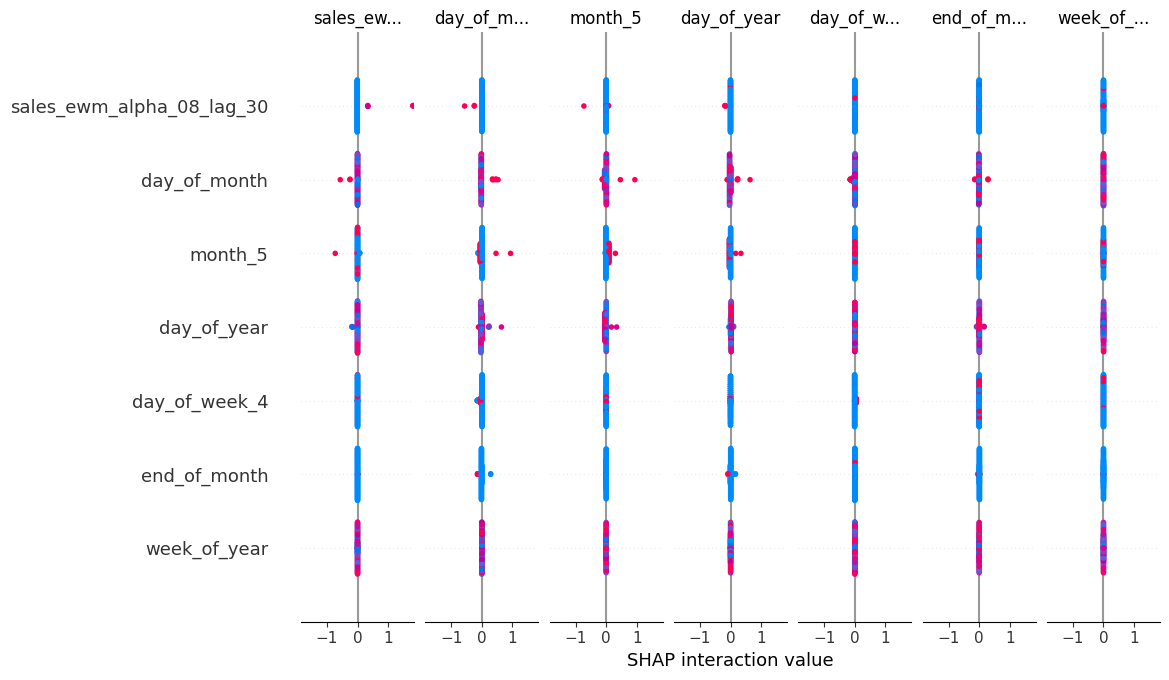 sales_ew... day_of_m... month_5 day_of_year day_of_w... end_of_m... week_of_...
sales_ewm_alpha_08_lag_30
day_of_month
month_5
day_of_year
day_of_week_4
end_of_month
week_of_year
−1 0 1 −1 0 1 −1 0 1 −1 0 1 −1 0 1 −1 0 1 −1 0 1
SHAP interaction value